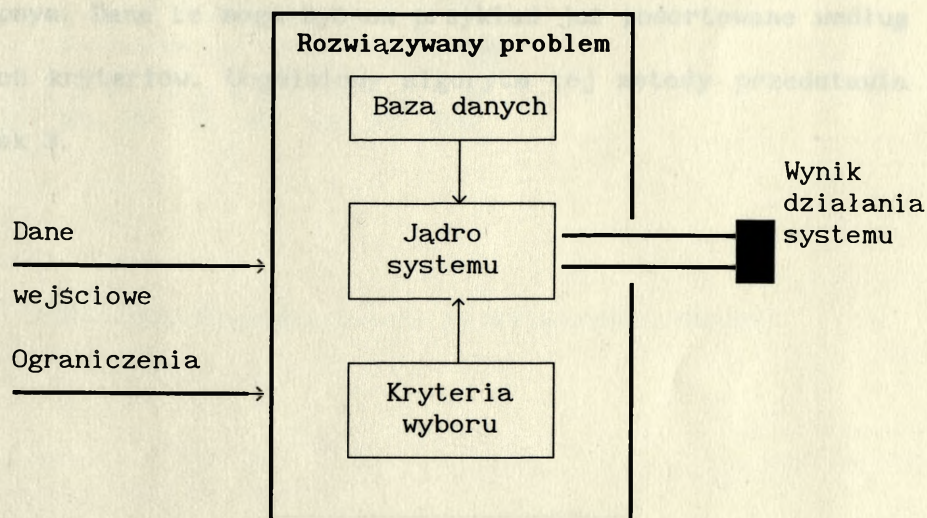 Rozwiązywany problem
Baza danych
Jądro
systemu
Kryteria
wyboru
Dane
wejściowe
Ograniczenia
Wynik
działania
systemu